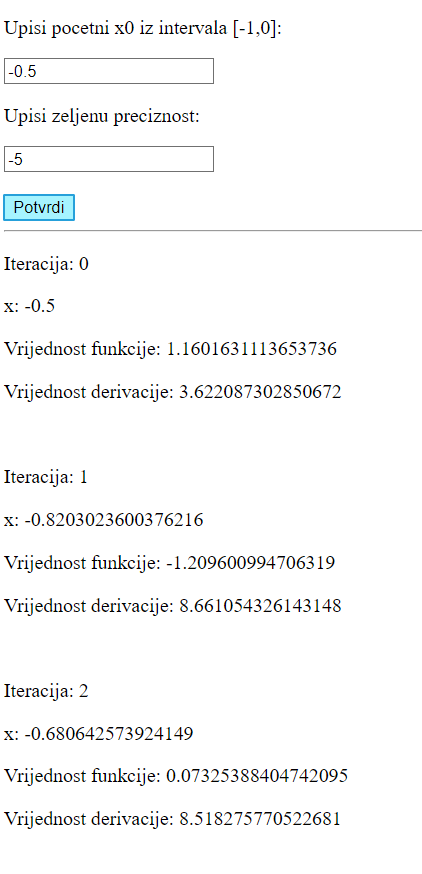 Upisi pocetni x0 iz intervala [-1,0]:
-0.5
Upisi zeljenu preciznost:
-5
Potvrdi
Iteracija: 0
x: -0.5
Vrijednost funkcije: 1.1601631113653736
Vrijednost derivacije: 3.622087302850672
Iteracija: 1
x: -0.8203023600376216
Vrijednost funkcije: -1.209600994706319
Vrijednost derivacije: 8.661054326143148
Iteracija: 2
x: -0.680642573924149
Vrijednost funkcije: 0.07325388404742095
Vrijednost derivacije: 8.518275770522681